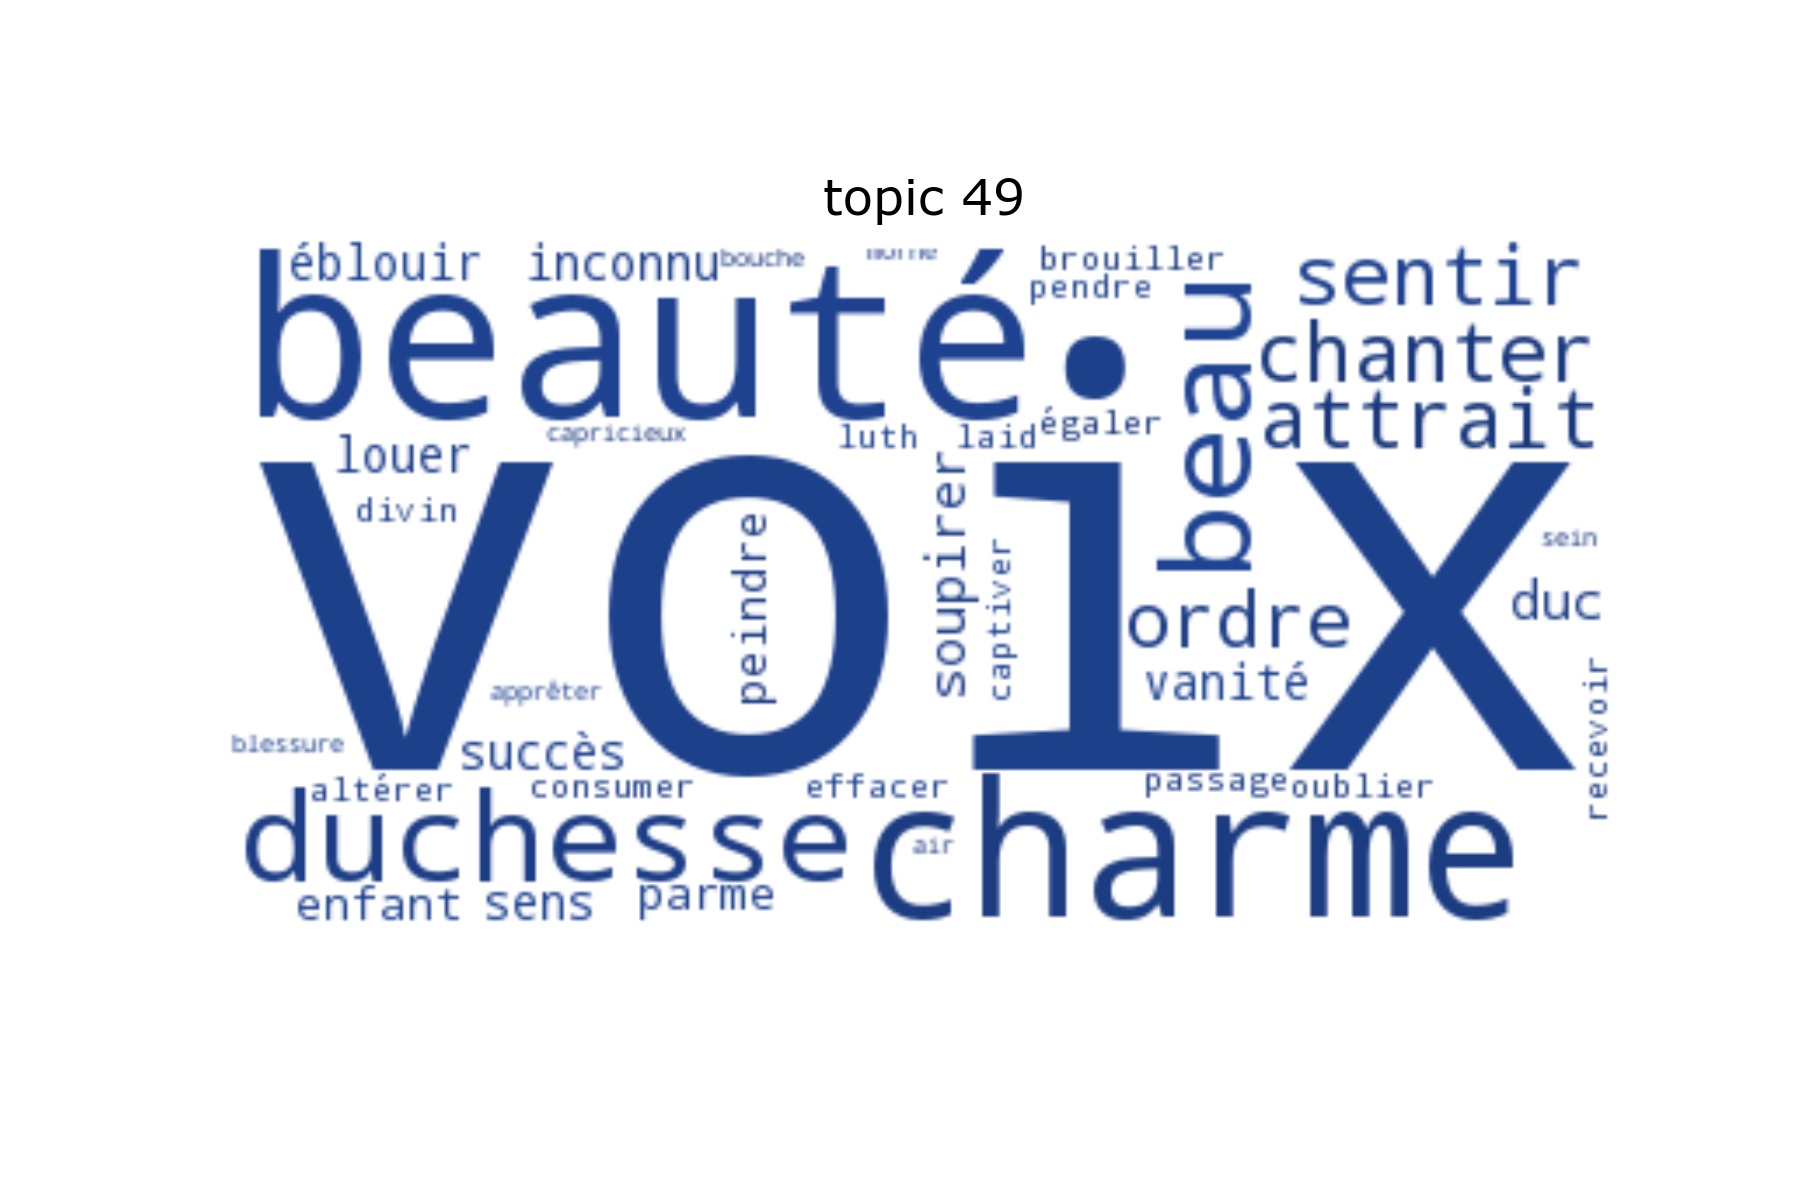 topic 49
éblouir
inconnu
bouche
brouiller
pendre
sentir
beauté
beau
chanter
attrait
capricieux
luth
laid
égaler
louer
divin
voix
peindre
soupirer
captiver
sein
ordre
duc
vanité
recevoir
apprêter
blessure
succès
altérer
consumer
effacer
passage
oublier
duchesse
charme
air
enfant
sens
parme